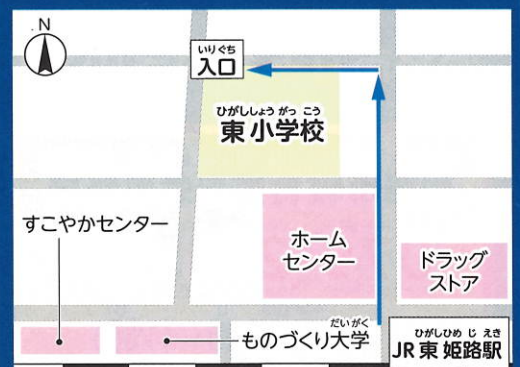 N
いりぐち
入口
ひがししょうがっこう
東小学校
すこやかセンター
ホーム
センター
ドラッグ
ストア
だいがく
ものづくり大学
ひがしひめじえき
JR東姫路駅